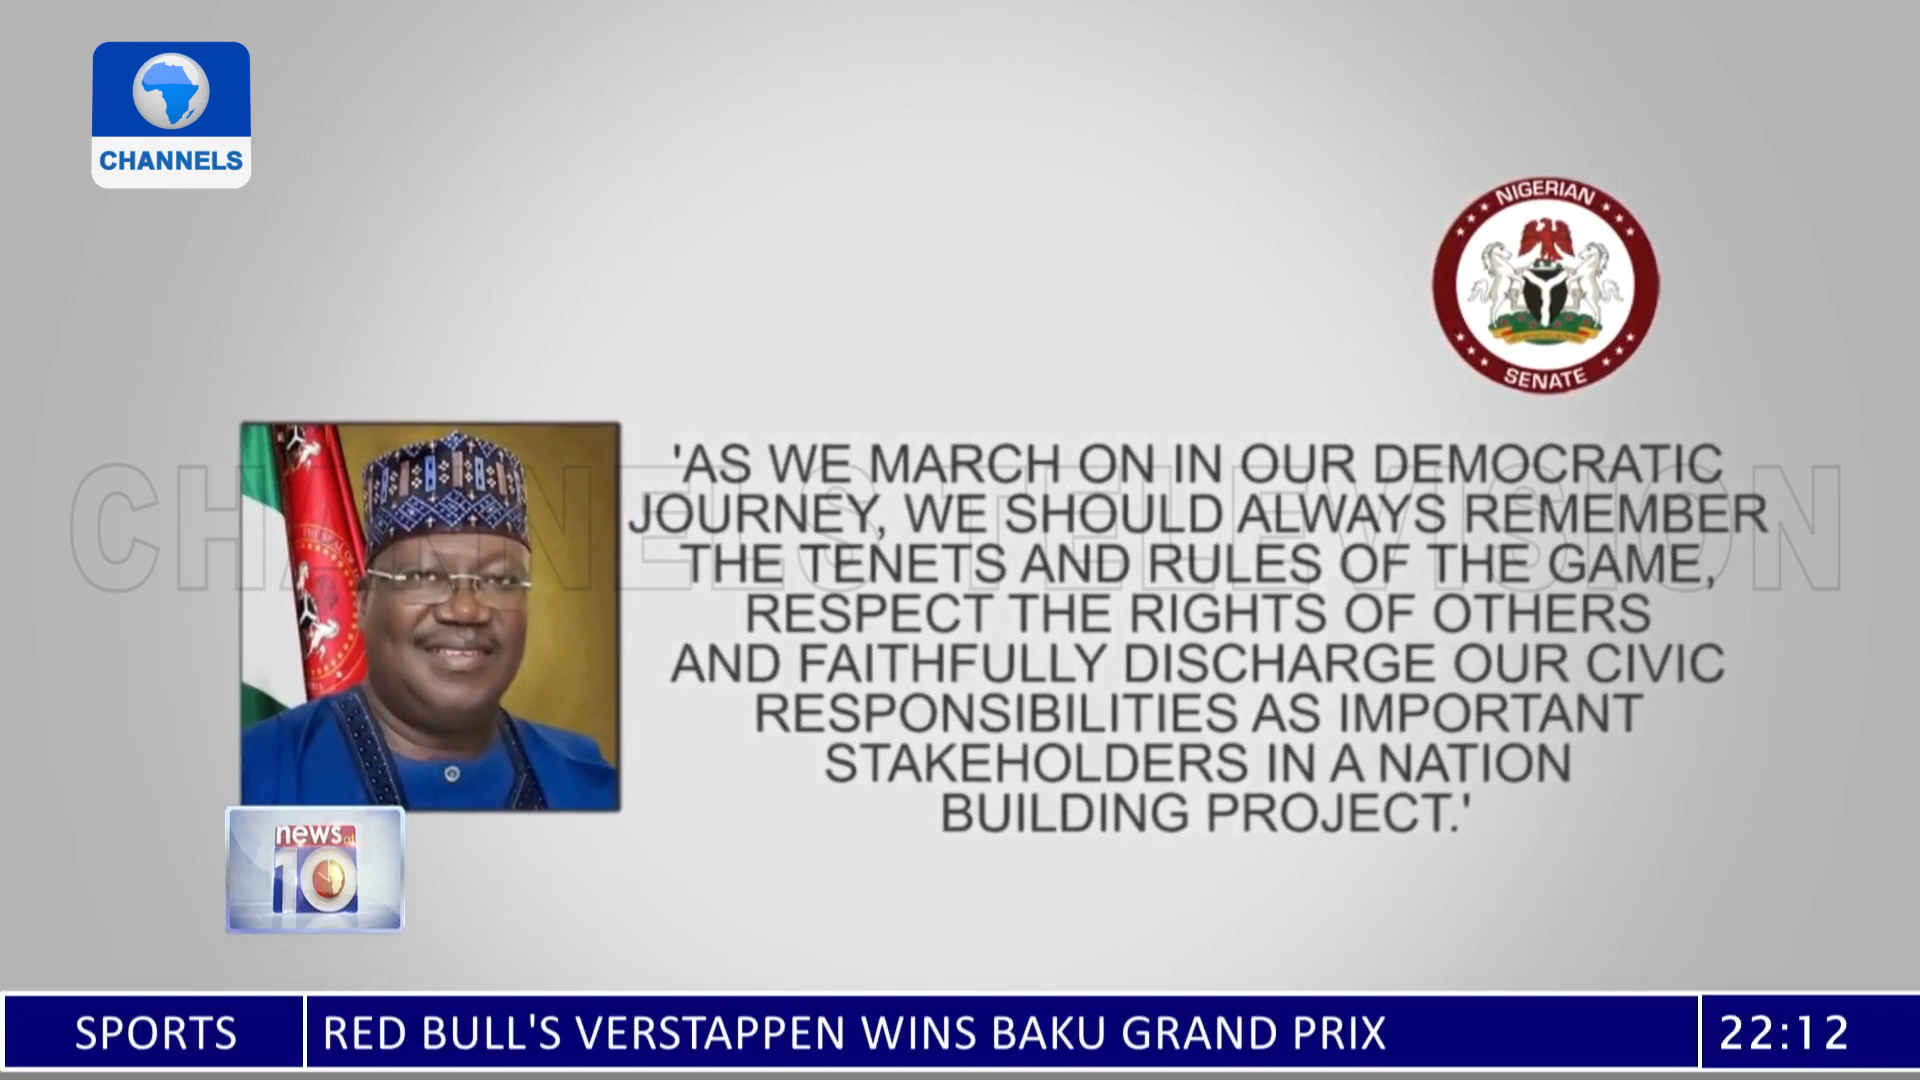 CHANNELS
NIGERIAN
SENATE
CHANNELS TELEVISION
'AS WE MARCH ON IN OUR DEMOCRATIC
JOURNEY, WE SHOULD ALWAYS REMEMBER
THE TENETS AND RULES OF THE GAME,
RESPECT THE RIGHTS OF OTHERS
AND FAITHFULLY DISCHARGE OUR CIVIC
RESPONSIBILITIES AS IMPORTANT
STAKEHOLDERS IN A NATION
BUILDING PROJECT.'
news at
10
SPORTS
RED BULL'S VERSTAPPEN WINS BAKU GRAND PRIX
22:12